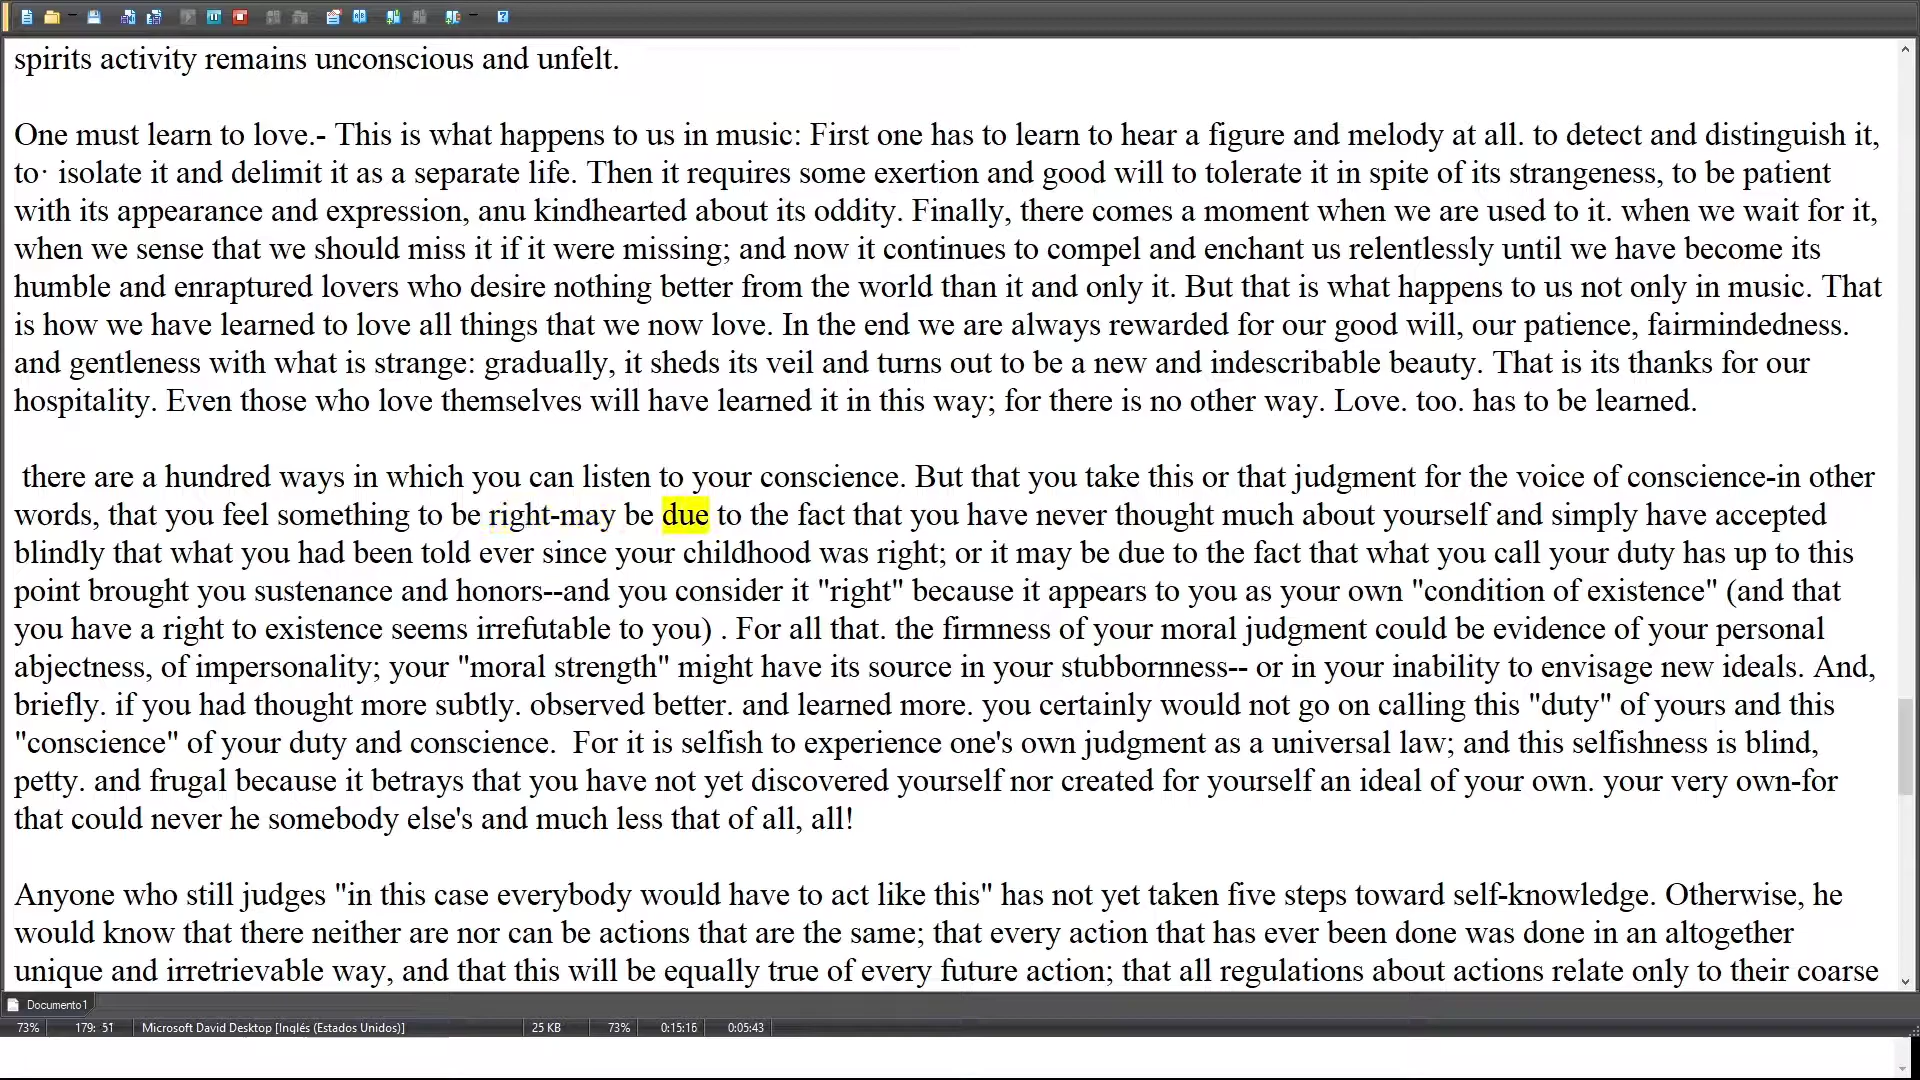 spirits activity remains unconscious and unfelt.
One must learn to love.- This is what happens to us in music: First one has to learn to hear a figure and melody at all. to detect and distinguish it,
to· isolate it and delimit it as a separate life. Then it requires some exertion and good will to tolerate it in spite of its strangeness, to be patient
with its appearance and expression, anu kindhearted about its oddity. Finally, there comes a moment when we are used to it. when we wait for it,
when we sense that we should miss it if it were missing; and now it continues to compel and enchant us relentlessly until we have become its
humble and enraptured lovers who desire nothing better from the world than it and only it. But that is what happens to us not only in music. That
is how we have learned to love all things that we now love. In the end we are always rewarded for our good will, our patience, fairmindedness.
and gentleness with what is strange: gradually, it sheds its veil and turns out to be a new and indescribable beauty. That is its thanks for our
hospitality. Even those who love themselves will have learned it in this way; for there is no other way. Love. too. has to be learned.
there are a hundred ways in which you can listen to your conscience. But that you take this or that judgment for the voice of conscience-in other
words, that you feel something to be right-may be due to the fact that you have never thought much about yourself and simply have accepted
blindly that what you had been told ever since your childhood was right; or it may be due to the fact that what you call your duty has up to this
point brought you sustenance and honors--and you consider it "right" because it appears to you as your own "condition of existence" (and that
you have a right to existence seems irrefutable to you) . For all that. the firmness of your moral judgment could be evidence of your personal
abjectness, of impersonality; your "moral strength" might have its source in your stubbornness-- or in your inability to envisage new ideals. And,
briefly. if you had thought more subtly. observed better. and learned more. you certainly would not go on calling this "duty" of yours and this
"conscience" of your duty and conscience.  For it is selfish to experience one's own judgment as a universal law; and this selfishness is blind,
petty. and frugal because it betrays that you have not yet discovered yourself nor created for yourself an ideal of your own. your very own-for
that could never he somebody else's and much less that of all, all!
Anyone who still judges "in this case everybody would have to act like this" has not yet taken five steps toward self-knowledge. Otherwise, he
would know that there neither are nor can be actions that are the same; that every action that has ever been done was done in an altogether
unique and irretrievable way, and that this will be equally true of every future action; that all regulations about actions relate only to their coarse
Documento1
73% 179: 51 Microsoft David Desktop [Inglés (Estados Unidos)] 25 KB 73% 0:15:16 0:05:43